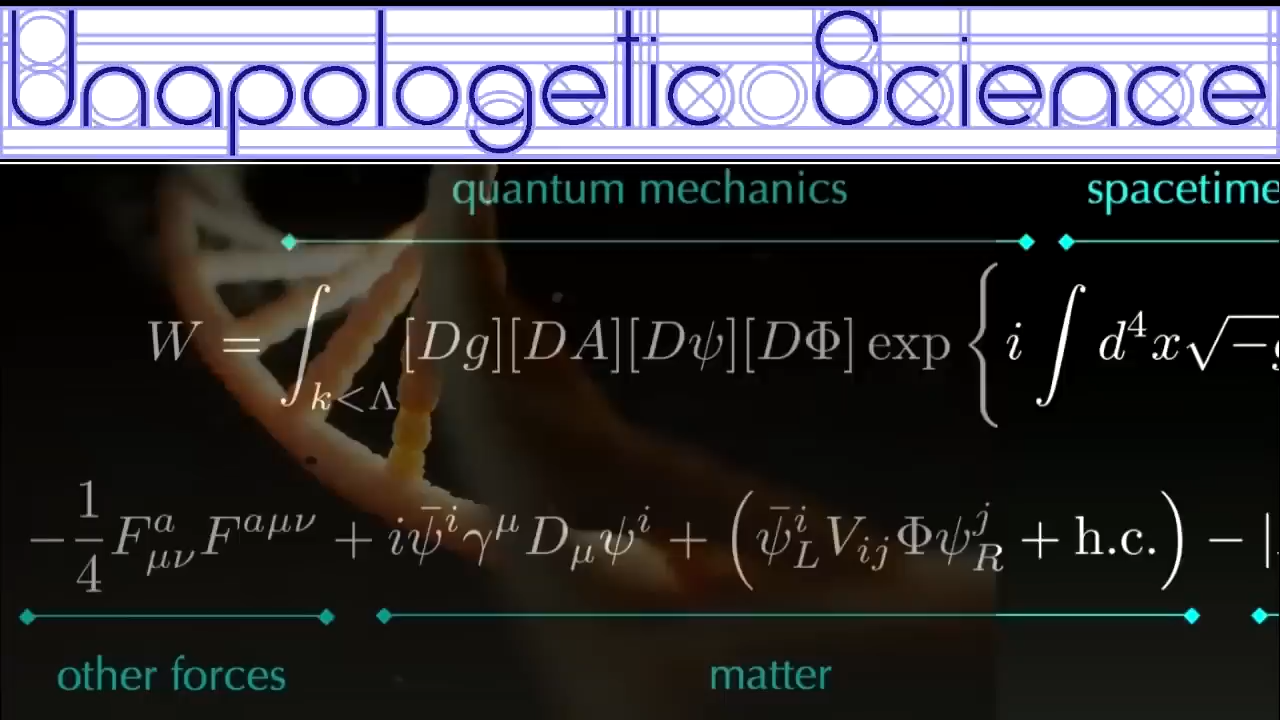 Unapologetic Science
quantum mechanics spacetime
W = ∫_{k<Λ} [Dg][DA][Dψ][DΦ] exp { i ∫ d⁴x√−g
−1/4 F^a_{μν} F^{aμν} + iψ̄^i γ^μ D_μ ψ^i + ( ψ̄^i_L V_{ij} Φ ψ^j_R + h.c. ) − |
other forces matter